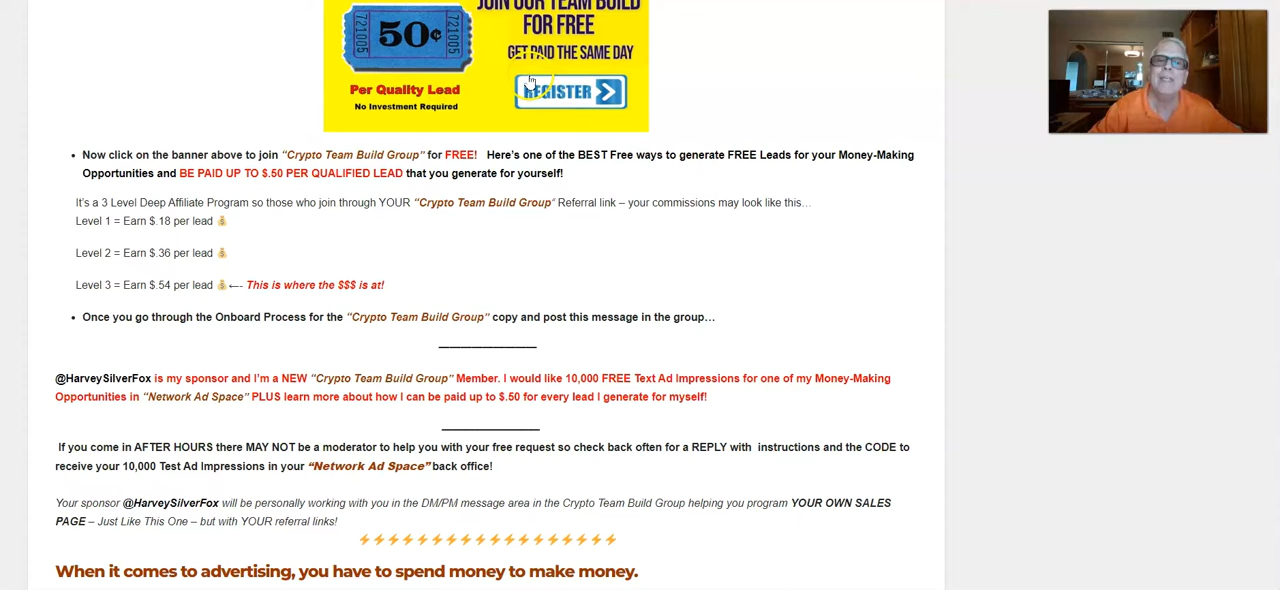 JOIN OUR TEAM BUILD
FOR FREE
721005
50¢
721005
GET PAID THE SAME DAY
Per Quality Lead
No Investment Required
REGISTER
• Now click on the banner above to join “Crypto Team Build Group” for FREE! Here’s one of the BEST Free ways to generate FREE Leads for your Money-Making
Opportunities and BE PAID UP TO $.50 PER QUALIFIED LEAD that you generate for yourself!
It’s a 3 Level Deep Affiliate Program so those who join through YOUR “Crypto Team Build Group“ Referral link – your commissions may look like this…
Level 1 = Earn $.18 per lead 💰
Level 2 = Earn $.36 per lead 💰
Level 3 = Earn $.54 per lead 💰←-- This is where the $$$ is at!
• Once you go through the Onboard Process for the “Crypto Team Build Group” copy and post this message in the group…
@HarveySilverFox is my sponsor and I’m a NEW “Crypto Team Build Group” Member. I would like 10,000 FREE Text Ad Impressions for one of my Money-Making
Opportunities in “Network Ad Space” PLUS learn more about how I can be paid up to $.50 for every lead I generate for myself!
If you come in AFTER HOURS there MAY NOT be a moderator to help you with your free request so check back often for a REPLY with instructions and the CODE to
receive your 10,000 Test Ad Impressions in your “Network Ad Space” back office!
Your sponsor @HarveySilverFox will be personally working with you in the DM/PM message area in the Crypto Team Build Group helping you program YOUR OWN SALES
PAGE – Just Like This One – but with YOUR referral links!
⚡⚡⚡⚡⚡⚡⚡⚡⚡⚡⚡⚡⚡⚡⚡⚡⚡⚡
When it comes to advertising, you have to spend money to make money.